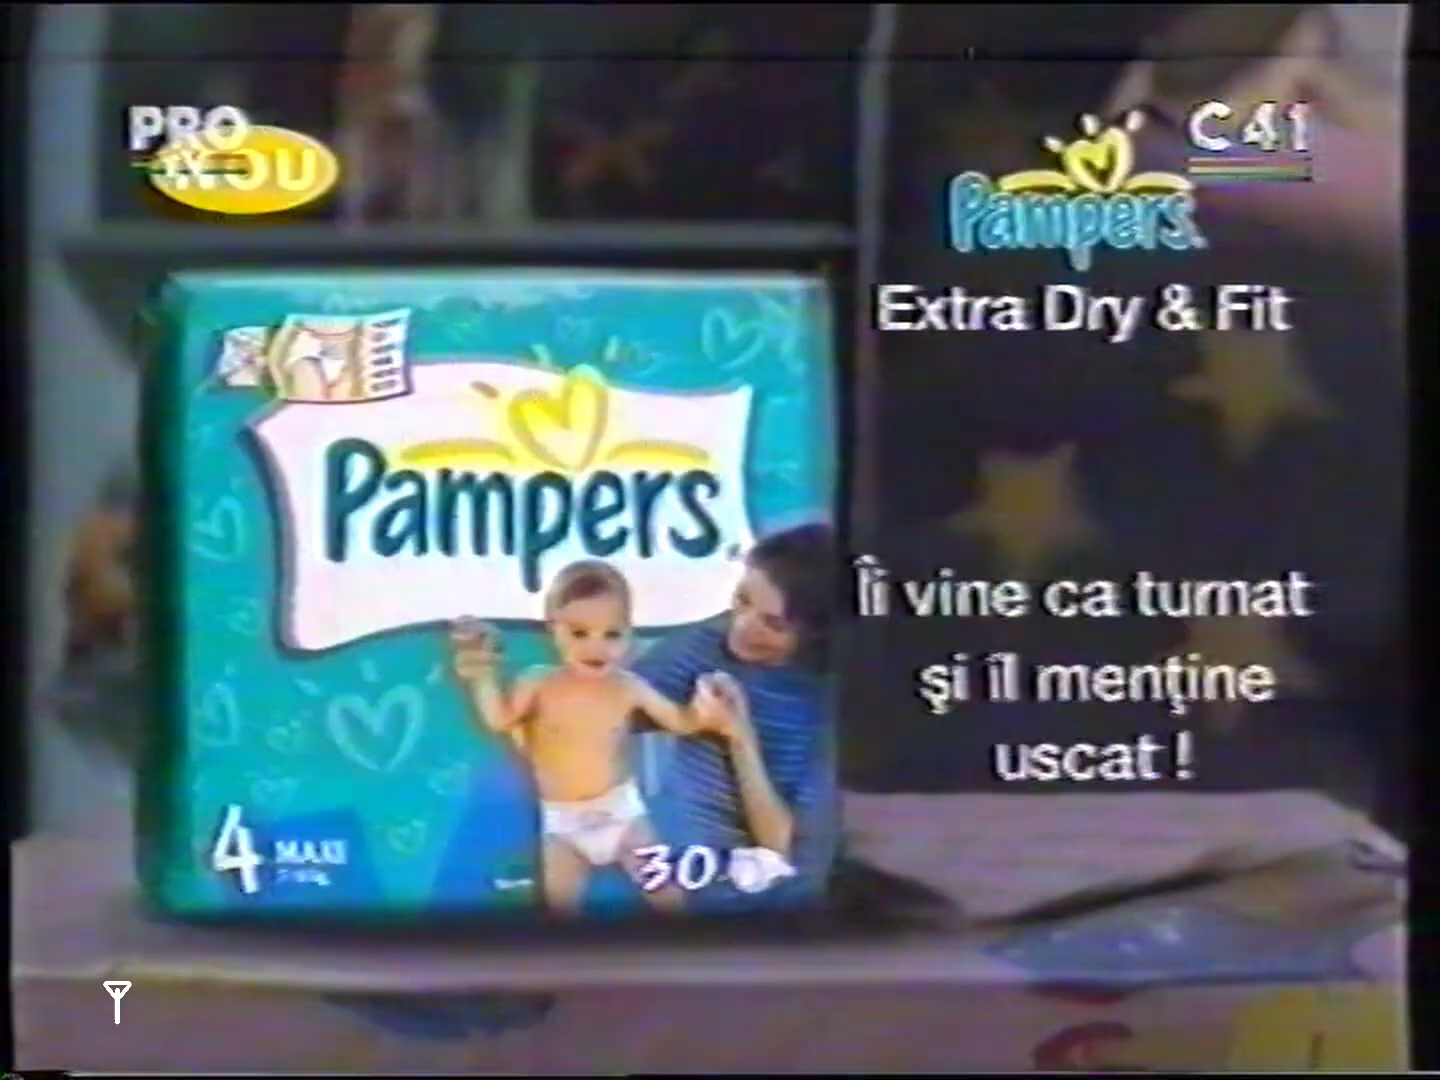 PRO
NOU
C41
Pampers
Extra Dry & Fit
Pampers
Îi vine ca turnat
şi îl menţine
uscat !
4 MAXI
30